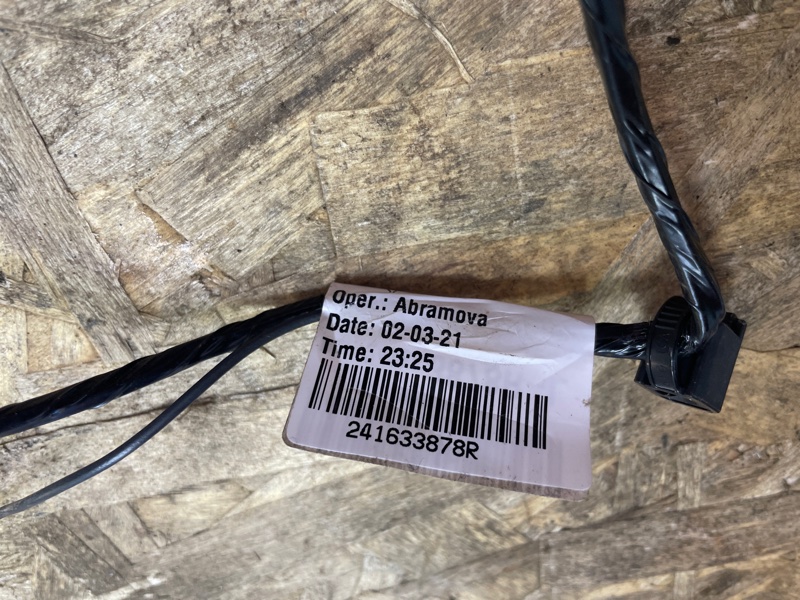 Oper.: Abramova
Date: 02-03-21
Time: 23:25
241633878R